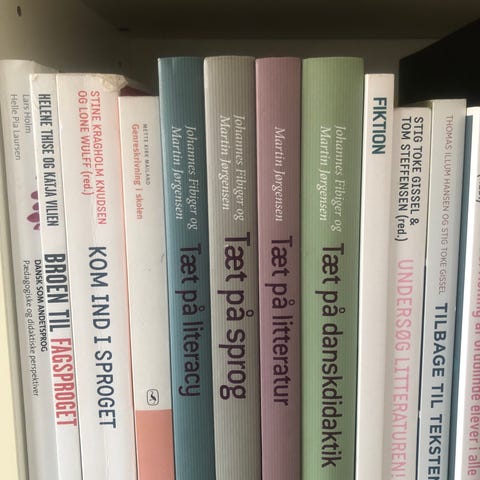 Lars Holm
Helle Pia Laursen
DANSK SOM ANDETSPROG
Pædagogiske og didaktiske perspektiver
HELENE THISE OG KATJA VILIEN
BROEN TIL FAGSPROGET
STINE KRAGHOLM KNUDSEN
OG LONE WULFF (red.)
KOM IND I SPROGET
METTE KIRK MAILAND
Genreskrivning i skolen
Johannes Fibiger og
Martin Jørgensen
Tæt på literacy
Johannes Fibiger og
Martin Jørgensen
Tæt på sprog
Martin Jørgensen
Tæt på litteratur
Johannes Fibiger og
Martin Jørgensen
Tæt på danskdidaktik
FIKTION
STIG TOKE GISSEL &
TOM STEFFENSEN (red.)
UNDERSØG LITTERATUREN!
THOMAS ILLUM HANSEN OG STIG TOKE GISSEL
TILBAGE TIL TEKSTEN
af ordblinde elever i alle